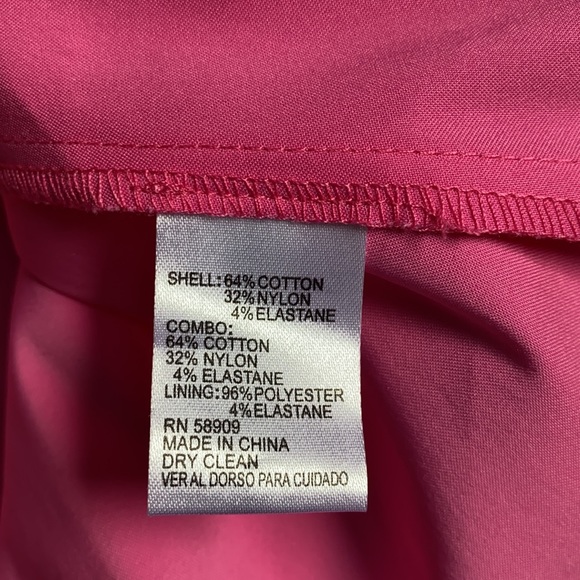 SHELL: 64% COTTON
32% NYLON
4% ELASTANE
COMBO:
64% COTTON
32% NYLON
4% ELASTANE
LINING: 96% POLYESTER
4% ELASTANE
RN 58909
MADE IN CHINA
DRY CLEAN
VER AL DORSO PARA CUIDADO